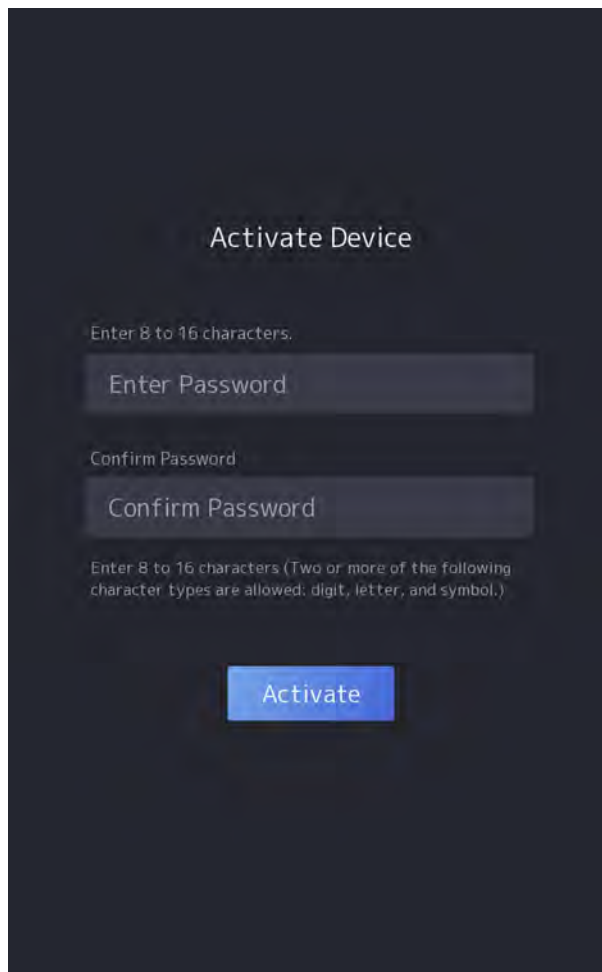 Activate Device
Enter 8 to 16 characters.
Enter Password
Confirm Password
Confirm Password
Enter 8 to 16 characters (Two or more of the following
character types are allowed: digit, letter, and symbol.)
Activate